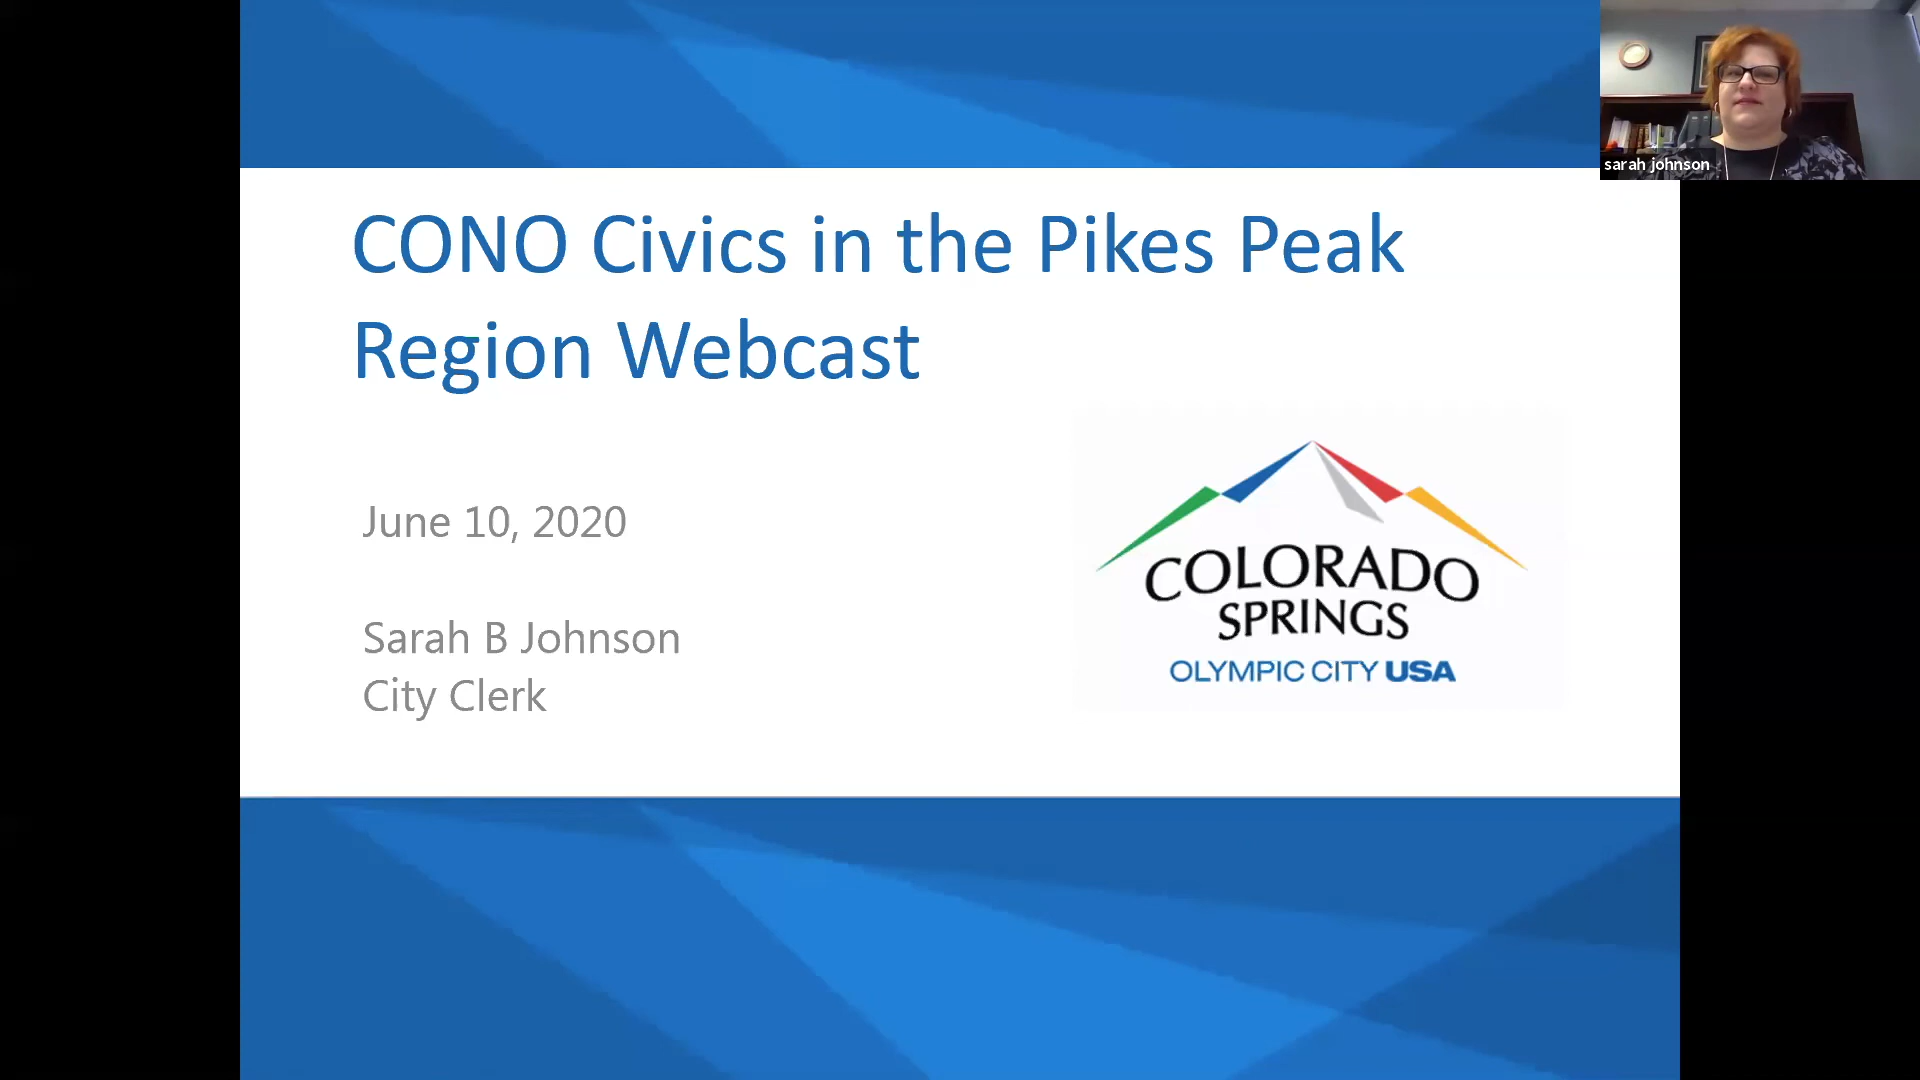 CONO Civics in the Pikes Peak
Region Webcast
June 10, 2020
Sarah B Johnson
City Clerk
COLORADO
SPRINGS
OLYMPIC CITY USA
sarah johnson